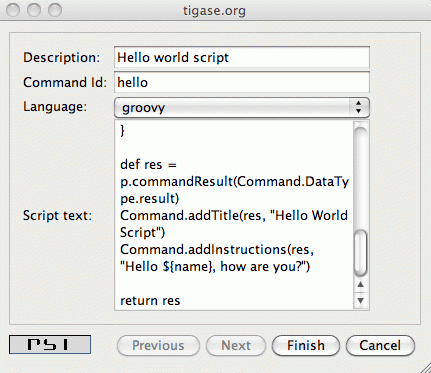 tigase.org
Description: Hello world script
Command Id: hello
Language: groovy
}
def res =
p.commandResult(Command.DataTy
pe.result)
Command.addTitle(res, "Hello World
Script")
Script text:
Command.addInstructions(res,
"Hello ${name}, how are you?")
return res
PSI Previous Next Finish Cancel